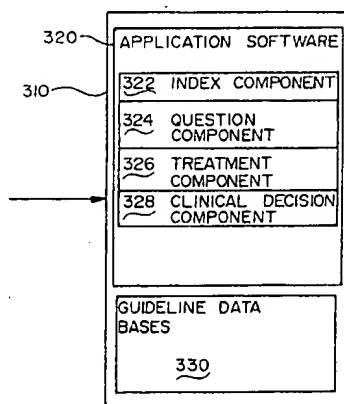 320
APPLICATION SOFTWARE
310
322 INDEX COMPONENT
324 QUESTION
COMPONENT
326 TREATMENT
COMPONENT
328 CLINICAL DECISION
COMPONENT
GUIDELINE DATA
BASES
330